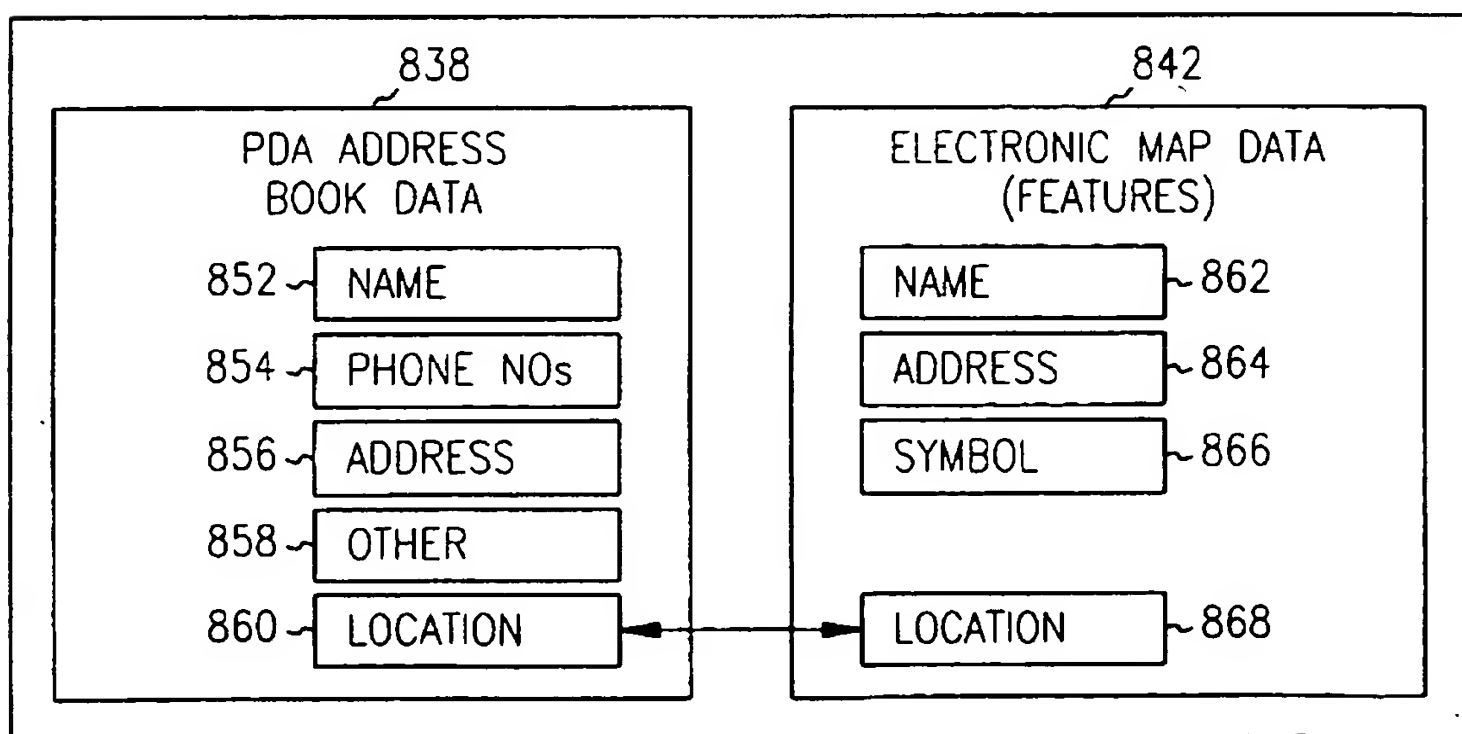 838
PDA ADDRESS
BOOK DATA
852 NAME
854 PHONE NOs
856 ADDRESS
858 OTHER
860 LOCATION
842
ELECTRONIC MAP DATA
(FEATURES)
NAME 862
ADDRESS 864
SYMBOL 866
LOCATION 868